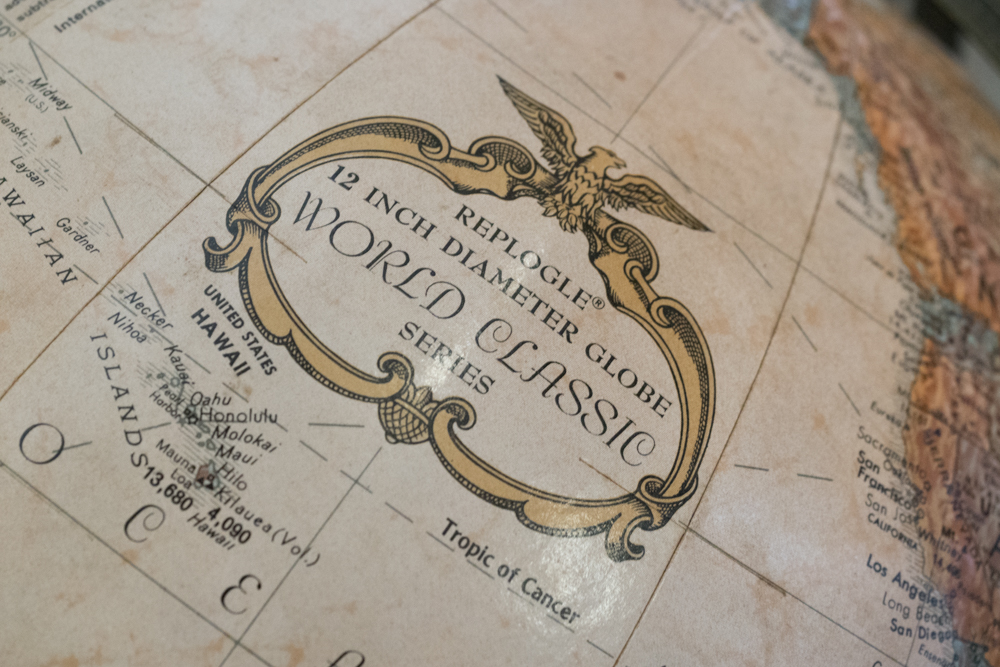 REPLOGLE®
12 INCH DIAMETER GLOBE
WORLD CLASSIC
SERIES
Midway
(U.S.)
Laysan
Gardner
Necker
Nihoa
ISLANDS
UNITED STATES
HAWAII
Kauai
Oahu
Honolulu
Molokai
Maui
Hilo
Mauna
Loa
13,680
Kilauea (Vol.)
4,090
Hawaii
O
C
E
Tropic of Cancer
Sacramento
San
Francisco
San Jose
CALIFORNIA
Los Angeles
Long Beach
San Diego